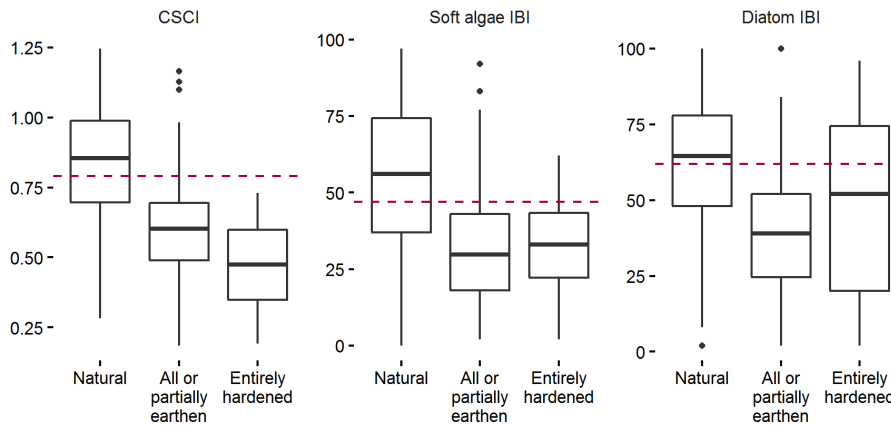 CSCI
1.25
1.00
0.75
0.50
0.25
Natural
All or
partially
earthen
Entirely
hardened
Soft algae IBI
100
75
50
25
0
Natural
All or
partially
earthen
Entirely
hardened
Diatom IBI
100
75
50
25
0
Natural
All or
partially
earthen
Entirely
hardened